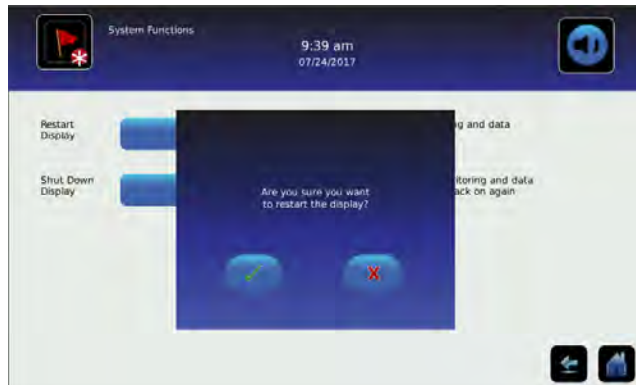 System Functions
9:39 am
07/24/2017
Restart
Display
ng and data
Shut Down
Display
itoring and data
ack on again
Are you sure you want
to restart the display?
X